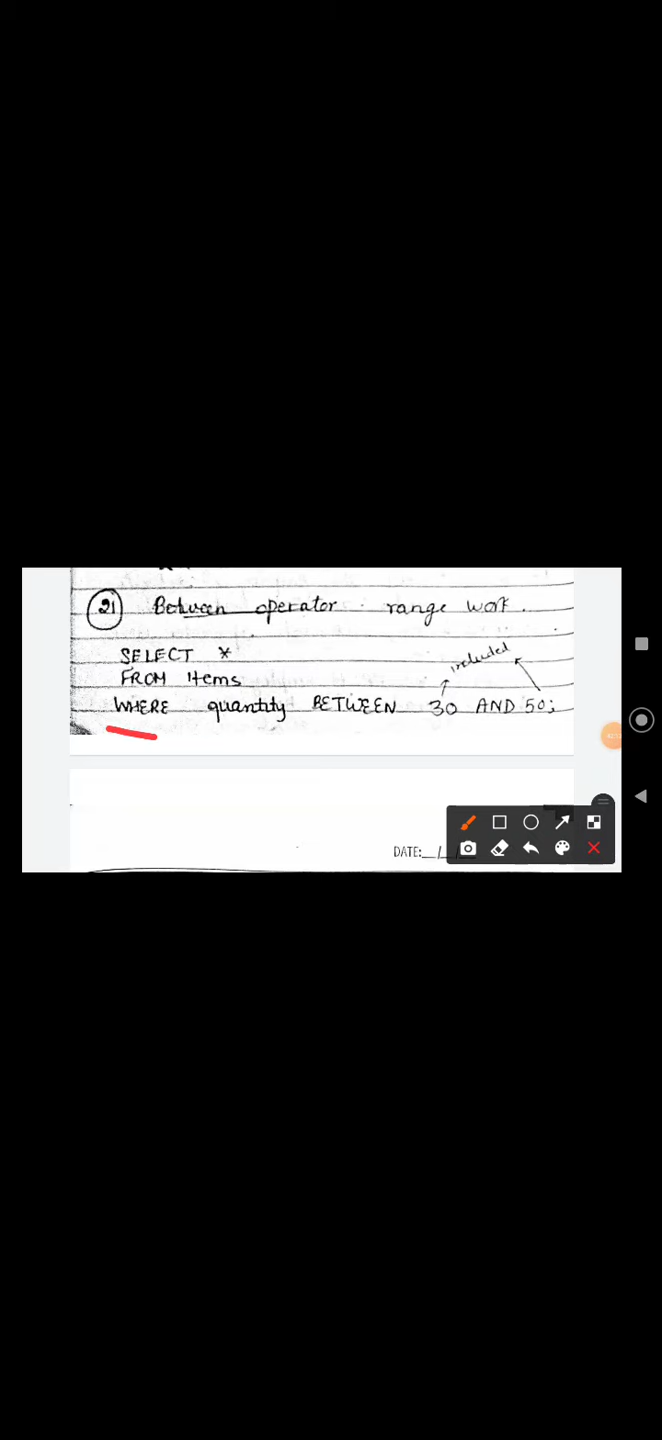 21 Between operator range work.
included
SELECT *
FROM items
WHERE quantity BETWEEN 30 AND 50;
DATE: